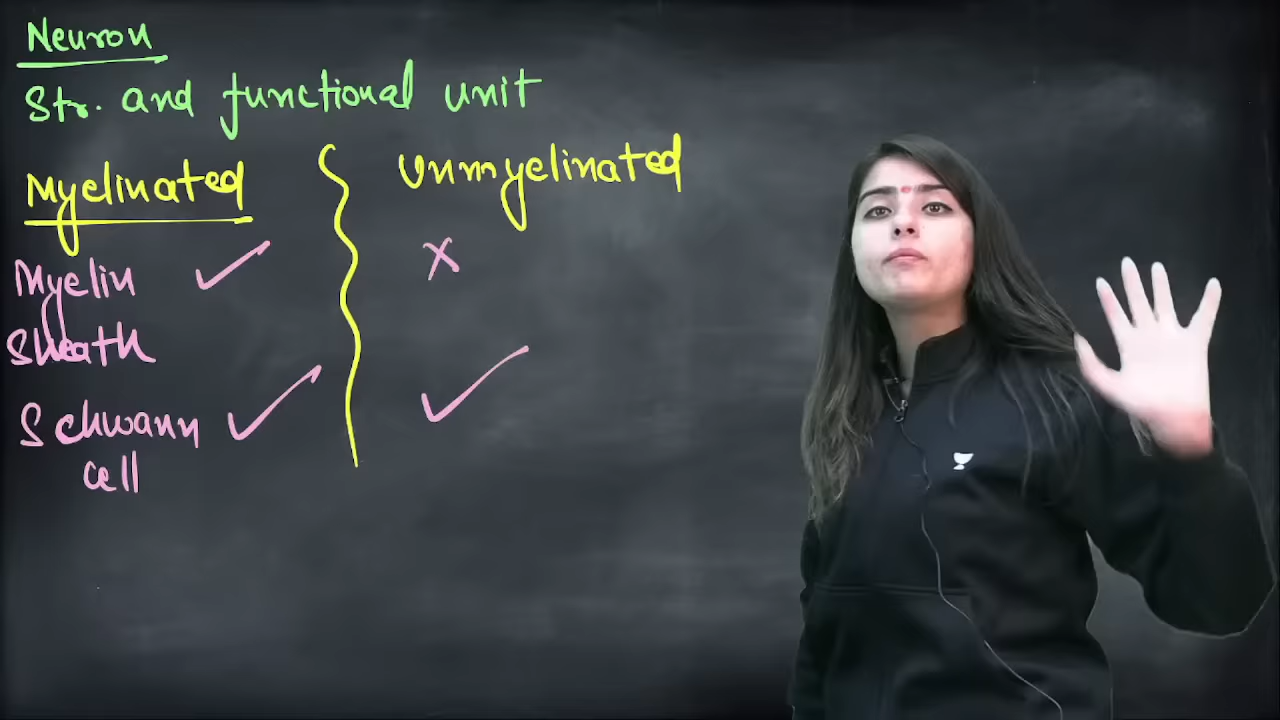 Neuron
Str. and functional unit
Myelinated
Unmyelinated
Myelin ✓ ✗
Sheath
Schwann ✓ ✓
cell